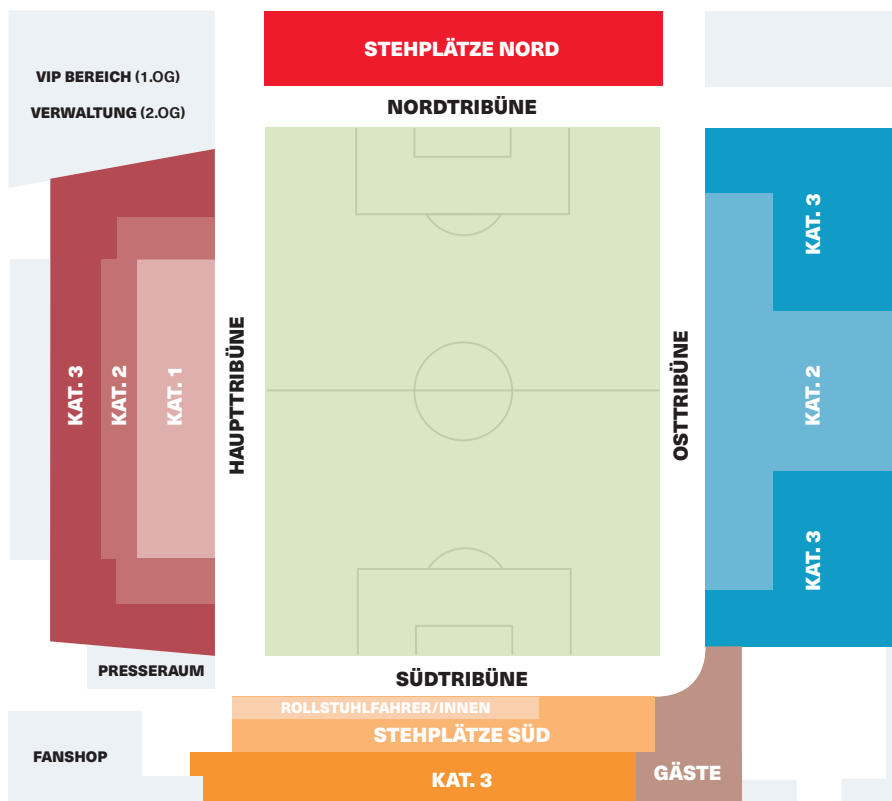 STEHPLÄTZE NORD
VIP BEREICH (1.OG)
VERWALTUNG (2.OG)
NORDTRIBÜNE
KAT. 3
KAT. 2
KAT. 1
HAUPTTRIBÜNE
OSTTRIBÜNE
KAT. 3
KAT. 2
KAT. 3
PRESSERAUM
SÜDTRIBÜNE
ROLLSTUHLFAHRER/INNEN
STEHPLÄTZE SÜD
FANSHOP
KAT. 3
GÄSTE